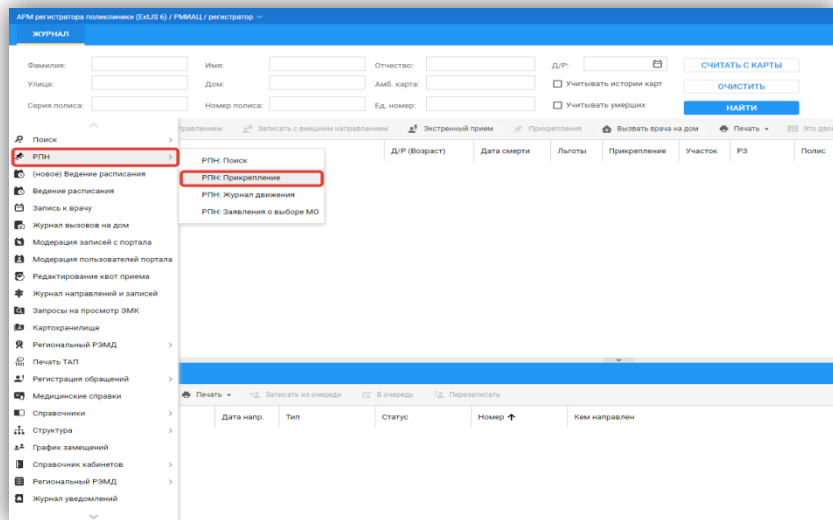 АРМ регистратора поликлиники (ExtJS 6) / РМИАЦ / регистратор
ЖУРНАЛ
Фамилия: Имя: Отчество: Д/Р: СЧИТАТЬ С КАРТЫ
Улица: Дом: Амб. карта: Учитывать истории карт ОЧИСТИТЬ
Серия полиса: Номер полиса: Ед. номер: Учитывать умерших НАЙТИ
равлением Записать с внешним направлением Экстренный прием Прикрепления Вызвать врача на дом Печать Это двой
Д/Р (Возраст) Дата смерти Льготы Прикрепление Участок РЗ Полис
Поиск
РПН
(новое) Ведение расписания
Ведение расписания
Запись к врачу
Журнал вызовов на дом
Модерация записей с портала
Модерация пользователей портала
Редактирование квот приема
Журнал направлений и записей
Запросы на просмотр ЭМК
Картохранилище
Региональный РЭМД
Печать ТАП
Регистрация обращений
Медицинские справки
Справочники
Структура
График замещений
Справочник кабинетов
Региональный РЭМД
Журнал уведомлений
РПН: Поиск
РПН: Прикрепление
РПН: Журнал движения
РПН: Заявления о выборе МО
Печать Записать из очереди В очередь Перезаписать
Дата напр. Тип Статус Номер Кем направлен